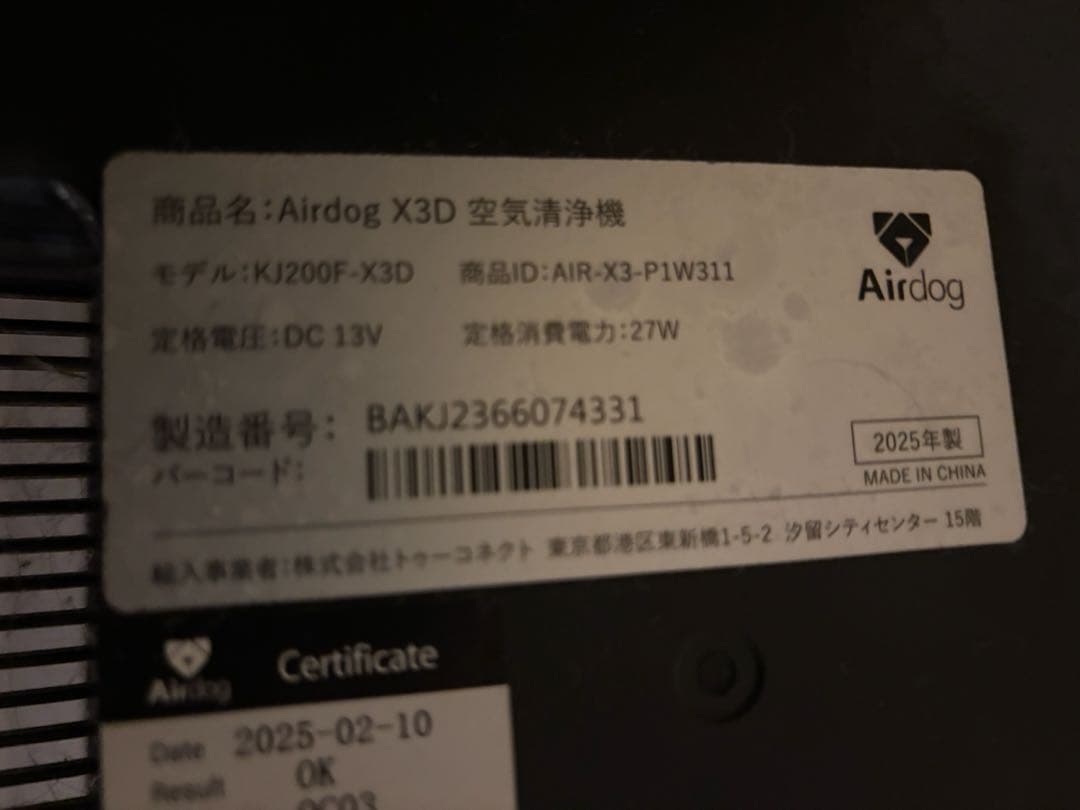 商品名:Airdog X3D 空気清浄機
モデル:KJ200F-X3D 商品ID:AIR-X3-P1W311
Airdog
定格電圧:DC 13V 定格消費電力:27W
製造番号: BAKJ2366074331
バーコード:
2025年製
MADE IN CHINA
輸入事業者:株式会社トゥーコネクト 東京都港区東新橋1-5-2 汐留シティセンター 15階
Airdog
Certificate
Date 2025-02-10
Result OK
QC03